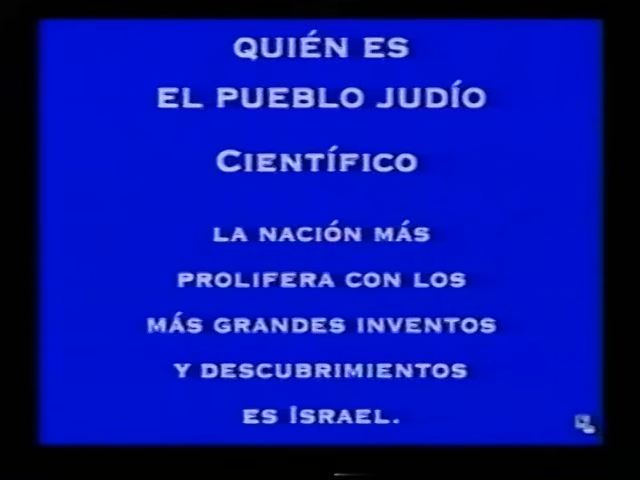 QUIÉN ES
EL PUEBLO JUDÍO
CIENTÍFICO
LA NACIÓN MÁS
PROLIFERA CON LOS
MÁS GRANDES INVENTOS
Y DESCUBRIMIENTOS
ES ISRAEL.